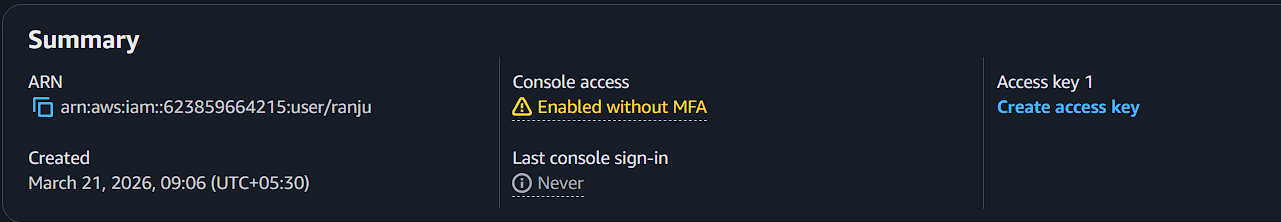 Summary
ARN
arn:aws:iam::623859664215:user/ranju
Created
March 21, 2026, 09:06 (UTC+05:30)
Console access
Enabled without MFA
Last console sign-in
Never
Access key 1
Create access key